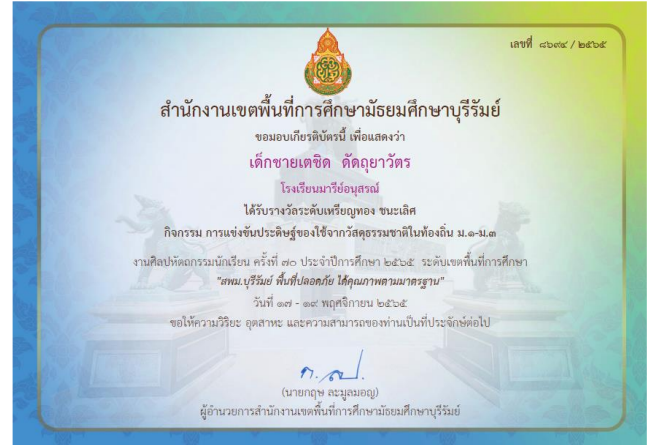 เลขที่ ๘๖๙๔ / ๒๕๖๕
สำนักงานเขตพื้นที่การศึกษามัธยมศึกษาบุรีรัมย์
ขอมอบเกียรติบัตรนี้ เพื่อแสดงว่า
เด็กชายเตชิต ดัดถุยาวัตร
โรงเรียนมารีย์อนุสรณ์
ได้รับรางวัลระดับเหรียญทอง ชนะเลิศ
กิจกรรม การแข่งขันประดิษฐ์ของใช้จากวัสดุธรรมชาติในท้องถิ่น ม.๑-ม.๓
งานศิลปหัตถกรรมนักเรียน ครั้งที่ ๗๐ ประจำปีการศึกษา ๒๕๖๕ ระดับเขตพื้นที่การศึกษา
"สพม.บุรีรัมย์ พื้นที่ปลอดภัย ได้คุณภาพตามมาตรฐาน"
วันที่ ๑๗ - ๑๙ พฤศจิกายน ๒๕๖๕
ขอให้ความวิริยะ อุตสาหะ และความสามารถของท่านเป็นที่ประจักษ์ต่อไป
(นายกฤษ ละมูลมอญ)
ผู้อำนวยการสำนักงานเขตพื้นที่การศึกษามัธยมศึกษาบุรีรัมย์